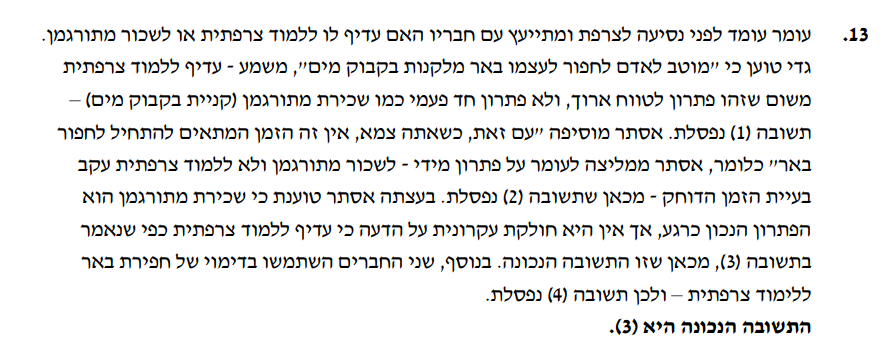 13. עומר עומד לפני נסיעה לצרפת ומתייעץ עם חבריו האם עדיף לו ללמוד צרפתית או לשכור מתורגמן.
גדי טוען כי "מוטב לאדם לחפור לעצמו באר מלקנות בקבוק מים", משמע - עדיף ללמוד צרפתית
משום שזהו פתרון לטווח ארוך, ולא פתרון חד פעמי כמו שכירת מתורגמן (קניית בקבוק מים) –
תשובה (1) נפסלת. אסתר מוסיפה "עם זאת, כשאתה צמא, אין זה הזמן המתאים להתחיל לחפור
באר" כלומר, אסתר ממליצה לעומר על פתרון מידי - לשכור מתורגמן ולא ללמוד צרפתית עקב
בעיית הזמן הדוחק - מכאן שתשובה (2) נפסלת. בעצתה אסתר טוענת כי שכירת מתורגמן הוא
הפתרון הנכון כרגע, אך אין היא חולקת עקרונית על הדעה כי עדיף ללמוד צרפתית כפי שנאמר
בתשובה (3), מכאן שזו התשובה הנכונה. בנוסף, שני החברים השתמשו בדימוי של חפירת באר
ללימוד צרפתית – ולכן תשובה (4) נפסלת.
התשובה הנכונה היא (3).